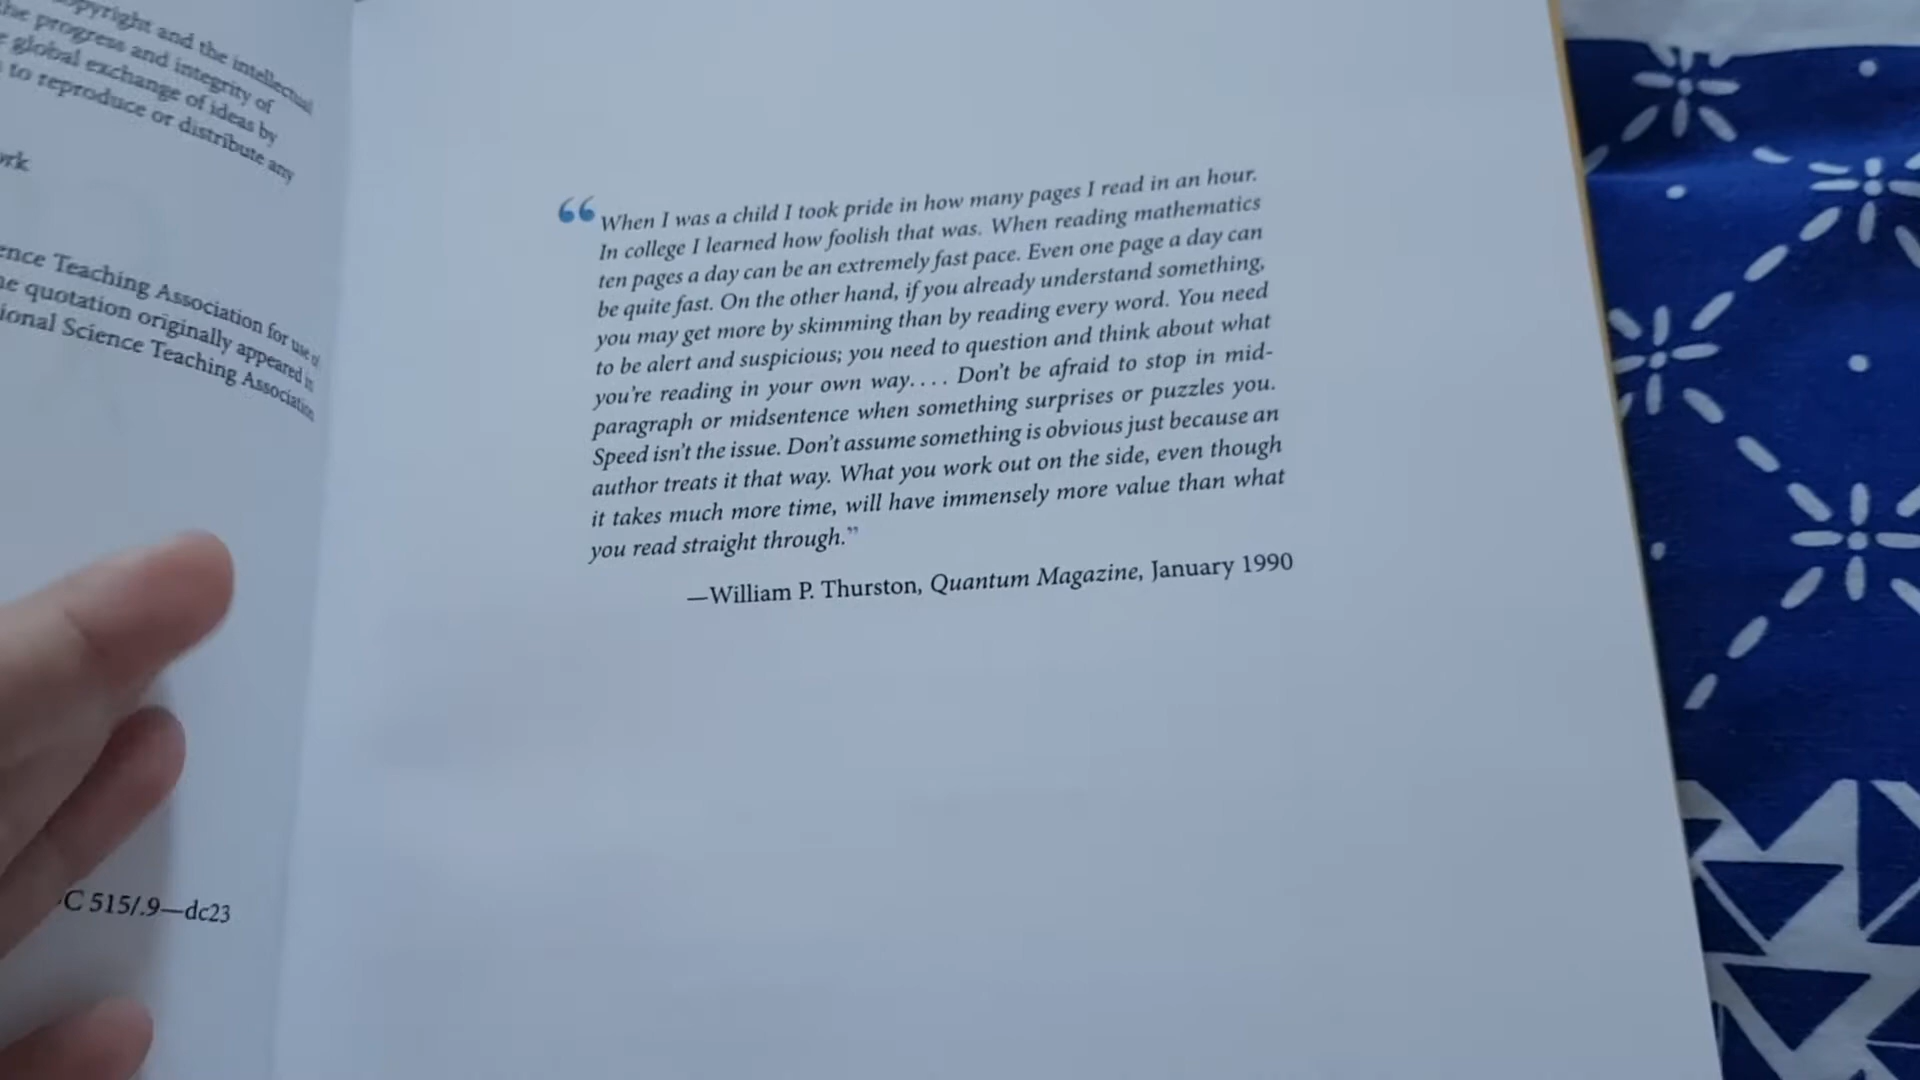 opyright and the intellectual
the progress and integrity of
global exchange of ideas by
to reproduce or distribute any
ence Teaching Association for use of
quotation originally appeared in
ional Science Teaching Association
C 515/.9—dc23
“When I was a child I took pride in how many pages I read in an hour.
In college I learned how foolish that was. When reading mathematics
ten pages a day can be an extremely fast pace. Even one page a day can
be quite fast. On the other hand, if you already understand something,
you may get more by skimming than by reading every word. You need
to be alert and suspicious; you need to question and think about what
you’re reading in your own way.... Don’t be afraid to stop in mid-
paragraph or midsentence when something surprises or puzzles you.
Speed isn’t the issue. Don’t assume something is obvious just because an
author treats it that way. What you work out on the side, even though
it takes much more time, will have immensely more value than what
you read straight through.”
—William P. Thurston, Quantum Magazine, January 1990